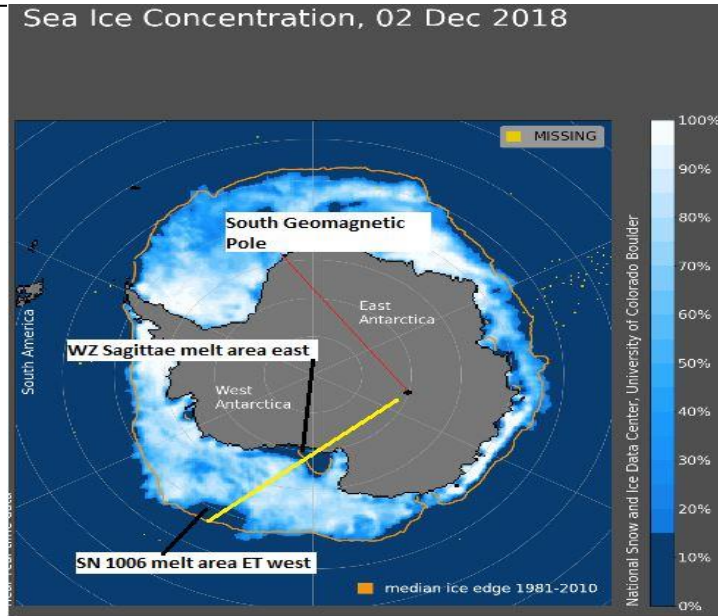 Sea Ice Concentration, 02 Dec 2018
MISSING
100%
90%
80%
70%
60%
50%
40%
30%
20%
10%
0%
South Geomagnetic
Pole
East
Antarctica
WZ Sagittae melt area east
West
Antarctica
South America
SN 1006 melt area ET west
median ice edge 1981-2010
National Snow and Ice Data Center, University of Colorado Boulder